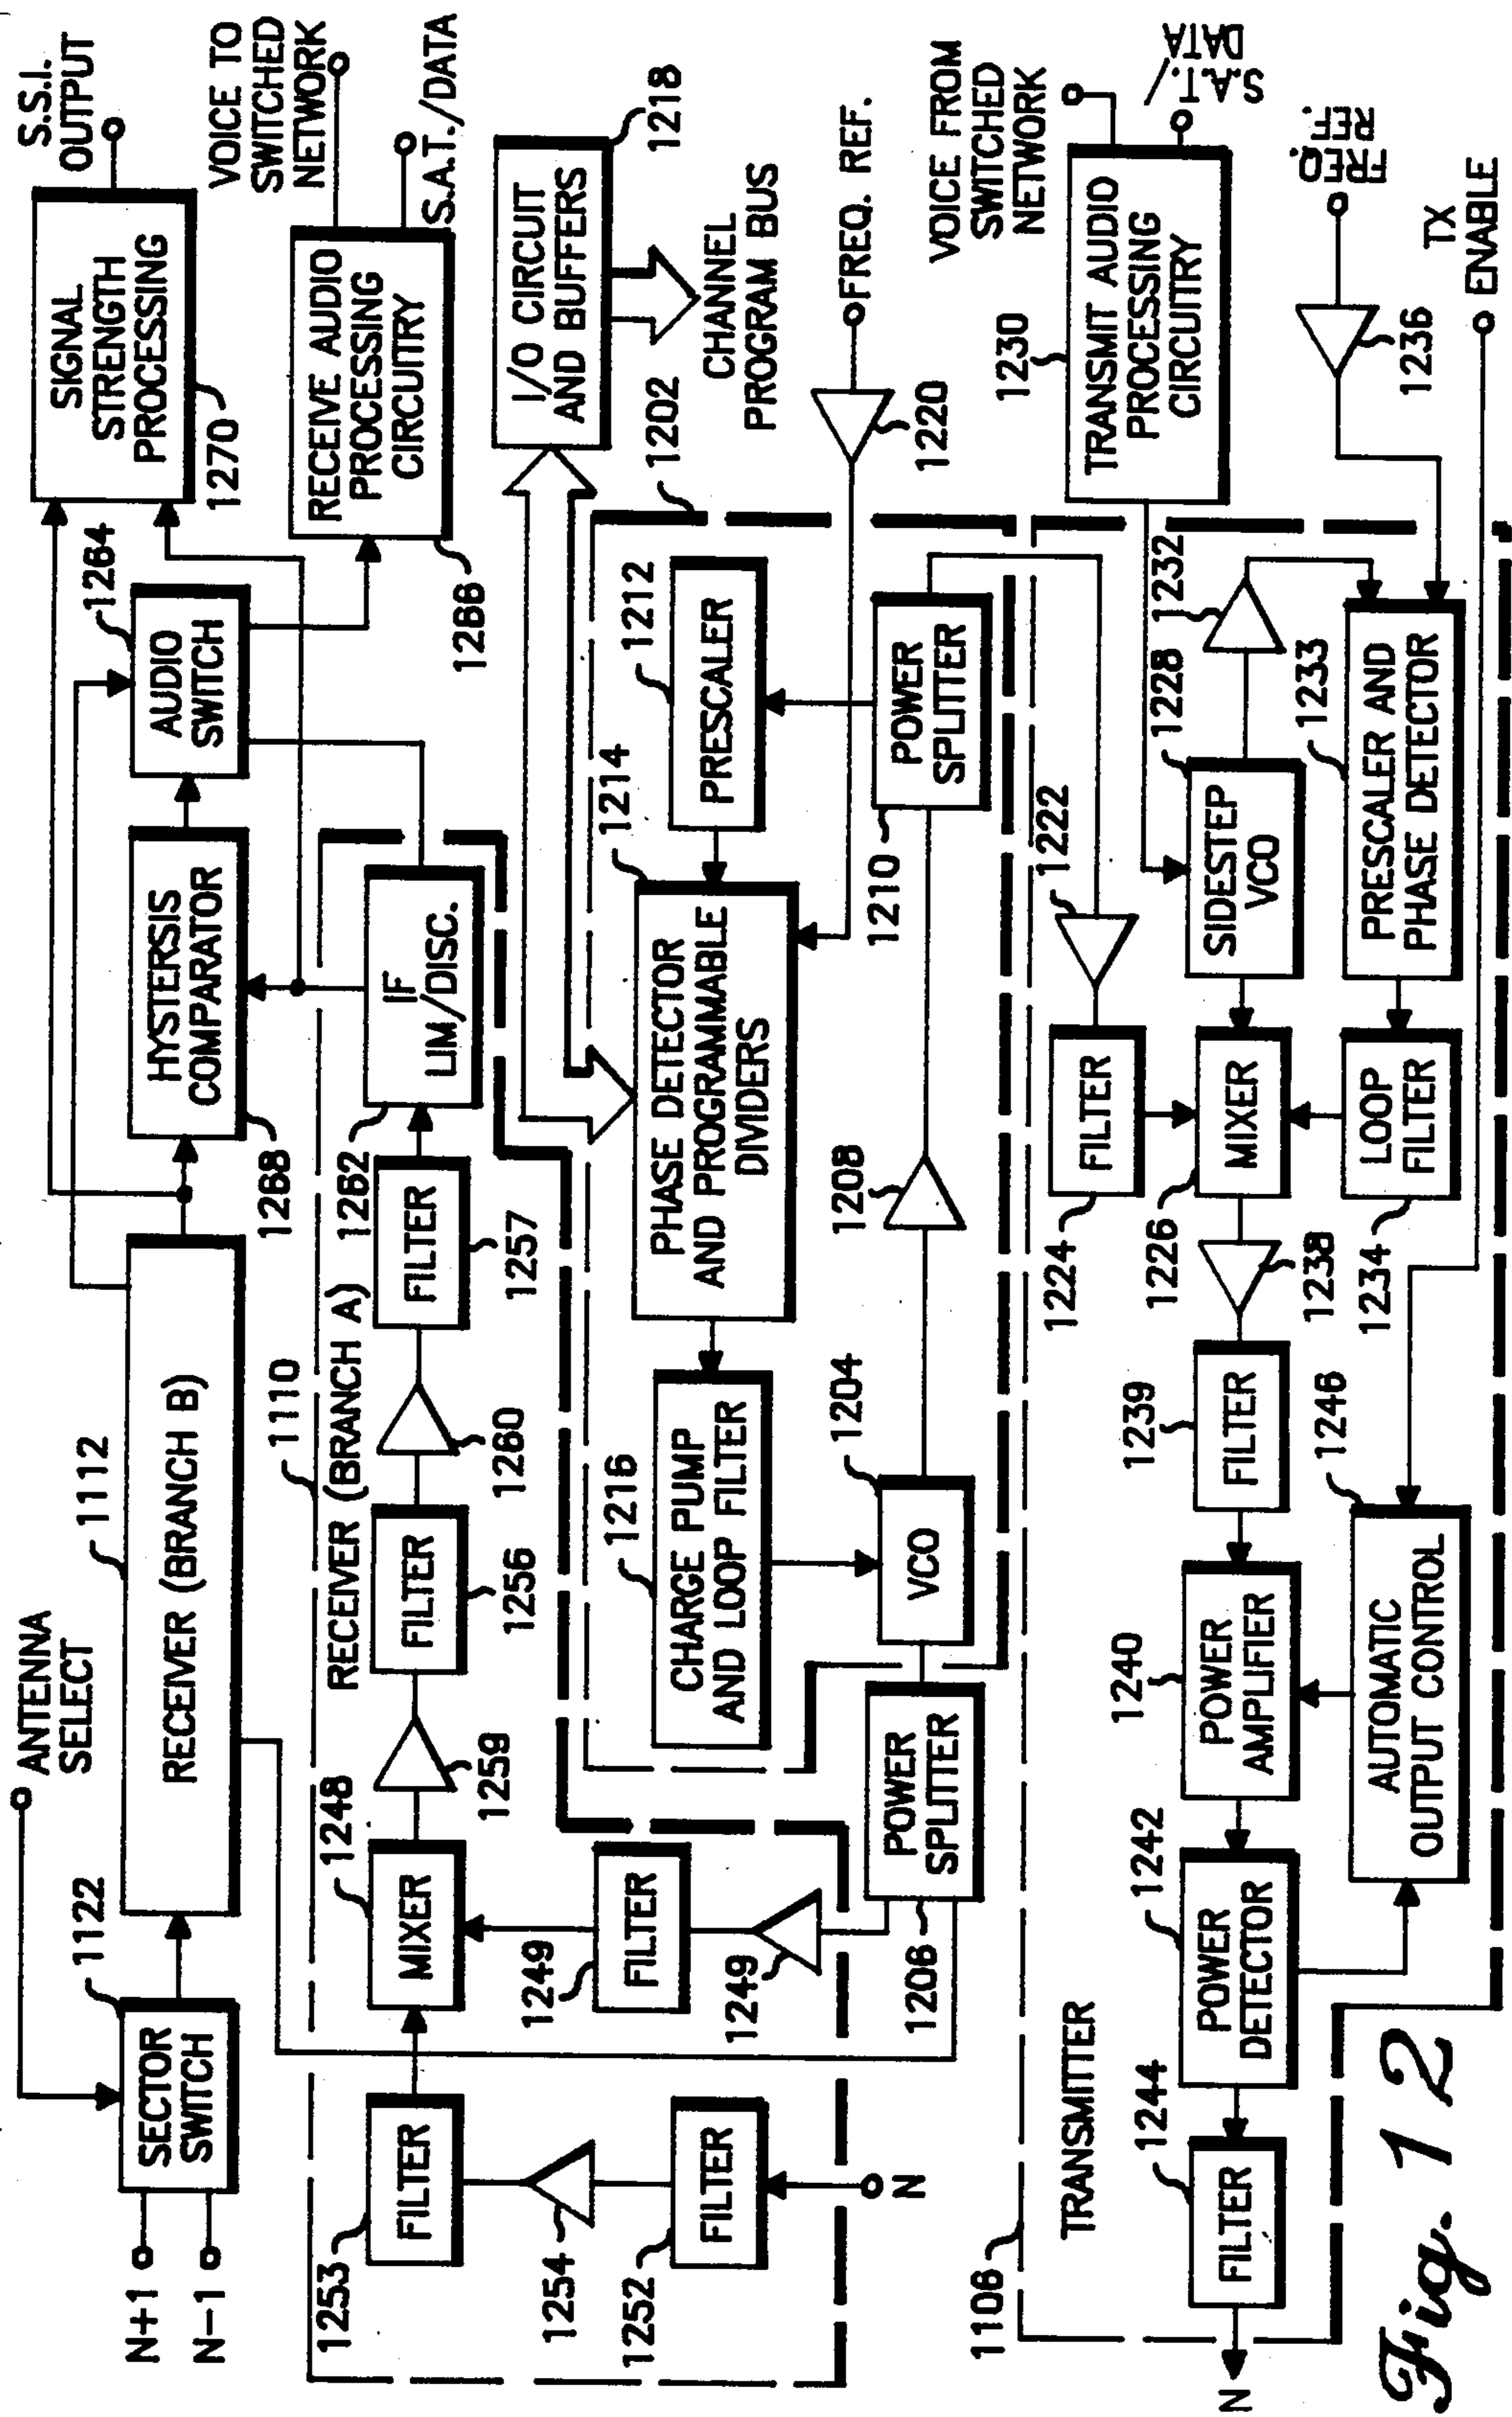 N+1
N-1
SECTOR
SWITCH
1122
ANTENNA
SELECT
RECEIVER (BRANCH B)
1112
HYSTERSIS
COMPARATOR
1268
AUDIO
SWITCH
1264
SIGNAL
STRENGTH
PROCESSING
1270
S.S.I.
OUTPUT
VOICE TO
SWITCHED
NETWORK
RECEIVE AUDIO
PROCESSING
CIRCUITRY
1266
S.A.T./DATA
1110
RECEIVER (BRANCH A)
FILTER
1253
1254
FILTER
1252
N
MIXER
1248
FILTER
1249
1249
1259
FILTER
1256
1260
FILTER
1257
IF
LIM/DISC.
1262
I/O CIRCUIT
AND BUFFERS
1218
CHANNEL
PROGRAM BUS
1202
CHARGE PUMP
AND LOOP FILTER
1216
PHASE DETECTOR
AND PROGRAMMABLE
DIVIDERS
1214
PRESCALER
1212
FREQ. REF.
1220
POWER
SPLITTER
1206
VCO
1204
1208
POWER
SPLITTER
1210
1106
TRANSMITTER
1222
FILTER
1224
TRANSMIT AUDIO
PROCESSING
CIRCUITRY
1230
VOICE FROM
SWITCHED
NETWORK
S.A.T./
DATA
N
FILTER
1244
POWER
DETECTOR
1242
POWER
AMPLIFIER
1240
FILTER
1239
1238
MIXER
1226
SIDESTEP
VCO
1228
1232
AUTOMATIC
OUTPUT CONTROL
1246
LOOP
FILTER
1234
PRESCALER AND
PHASE DETECTOR
1233
FREQ.
REF.
1236
TX
ENABLE
Fig. 12